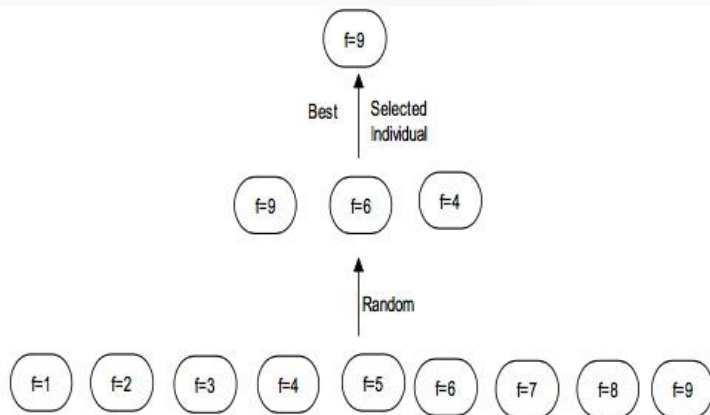 f=9
Best
Selected
Individual
f=9 f=6 f=4
Random
f=1 f=2 f=3 f=4 f=5 f=6 f=7 f=8 f=9